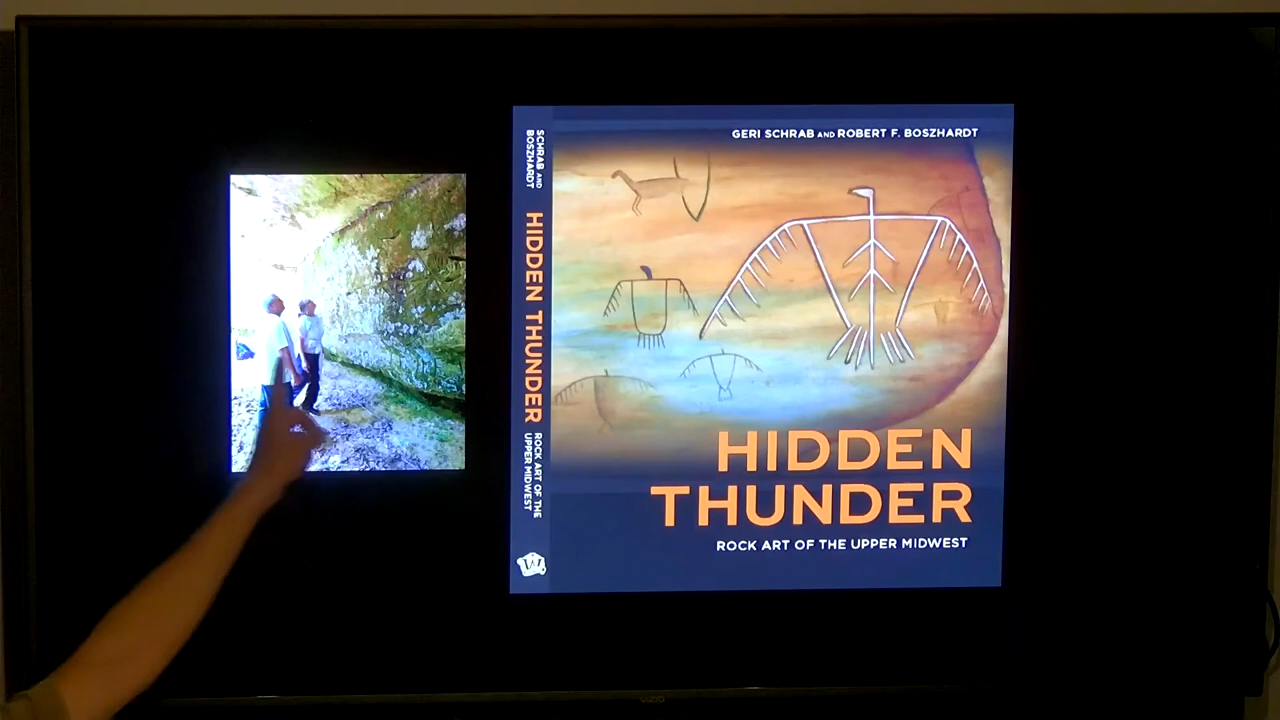 SCHRAB AND
BOSZHARDT
HIDDEN THUNDER
ROCK ART OF THE
UPPER MIDWEST
W
GERI SCHRAB AND ROBERT F. BOSZHARDT
HIDDEN
THUNDER
ROCK ART OF THE UPPER MIDWEST
VIZIO